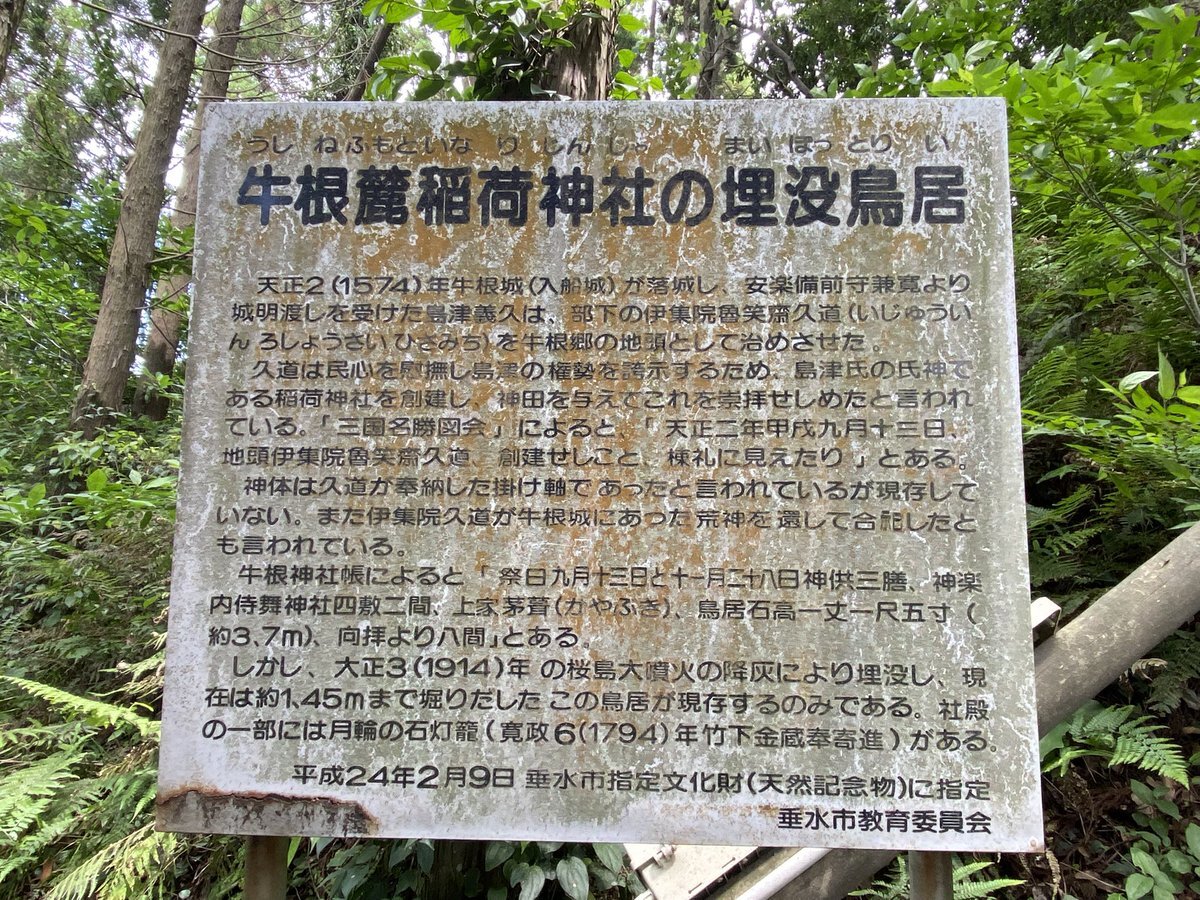 うしねふもといなりじんじゃ まいぼつとりい
牛根麓稲荷神社の埋没鳥居
天正2(1574)年牛根城(入船城)が落城し、安楽備前守兼寛より
城明渡しを受けた島津義久は、部下の伊集院魯笑齋久道(いじゅうい
ん ろしょうさい ひさみち)を牛根郷の地頭として治めさせた。
久道は民心を慰撫し島津の権勢を誇示するため、島津氏の氏神で
ある稲荷神社を創建し、神田を与えてこれを崇拝せしめたと言われ
ている。「三国名勝図会」によると、「天正二年甲戌九月十三日、
地頭伊集院魯笑齋久道、創建せしこと、棟札に見えたり」とある。
神体は久道が奉納した掛け軸であったと言われているが現存して
いない。また伊集院久道が牛根城にあった荒神を還して合祀したと
も言われている。
牛根神社帳によると「祭日九月十三日と十一月二十八日神供三膳、神楽
内侍舞神社四敷二間、上家茅葺(かやぶき)、鳥居石高一丈一尺五寸(
約3.7m)、向拝より八間」とある。
しかし、大正3(1914)年の桜島大噴火の降灰により埋没し、現
在は約1.45mまで堀りだしたこの鳥居が現存するのみである。社殿
の一部には月輪の石灯籠(寛政6(1794)年竹下金蔵奉寄進)がある。
平成24年2月9日 垂水市指定文化財(天然記念物)に指定
垂水市教育委員会